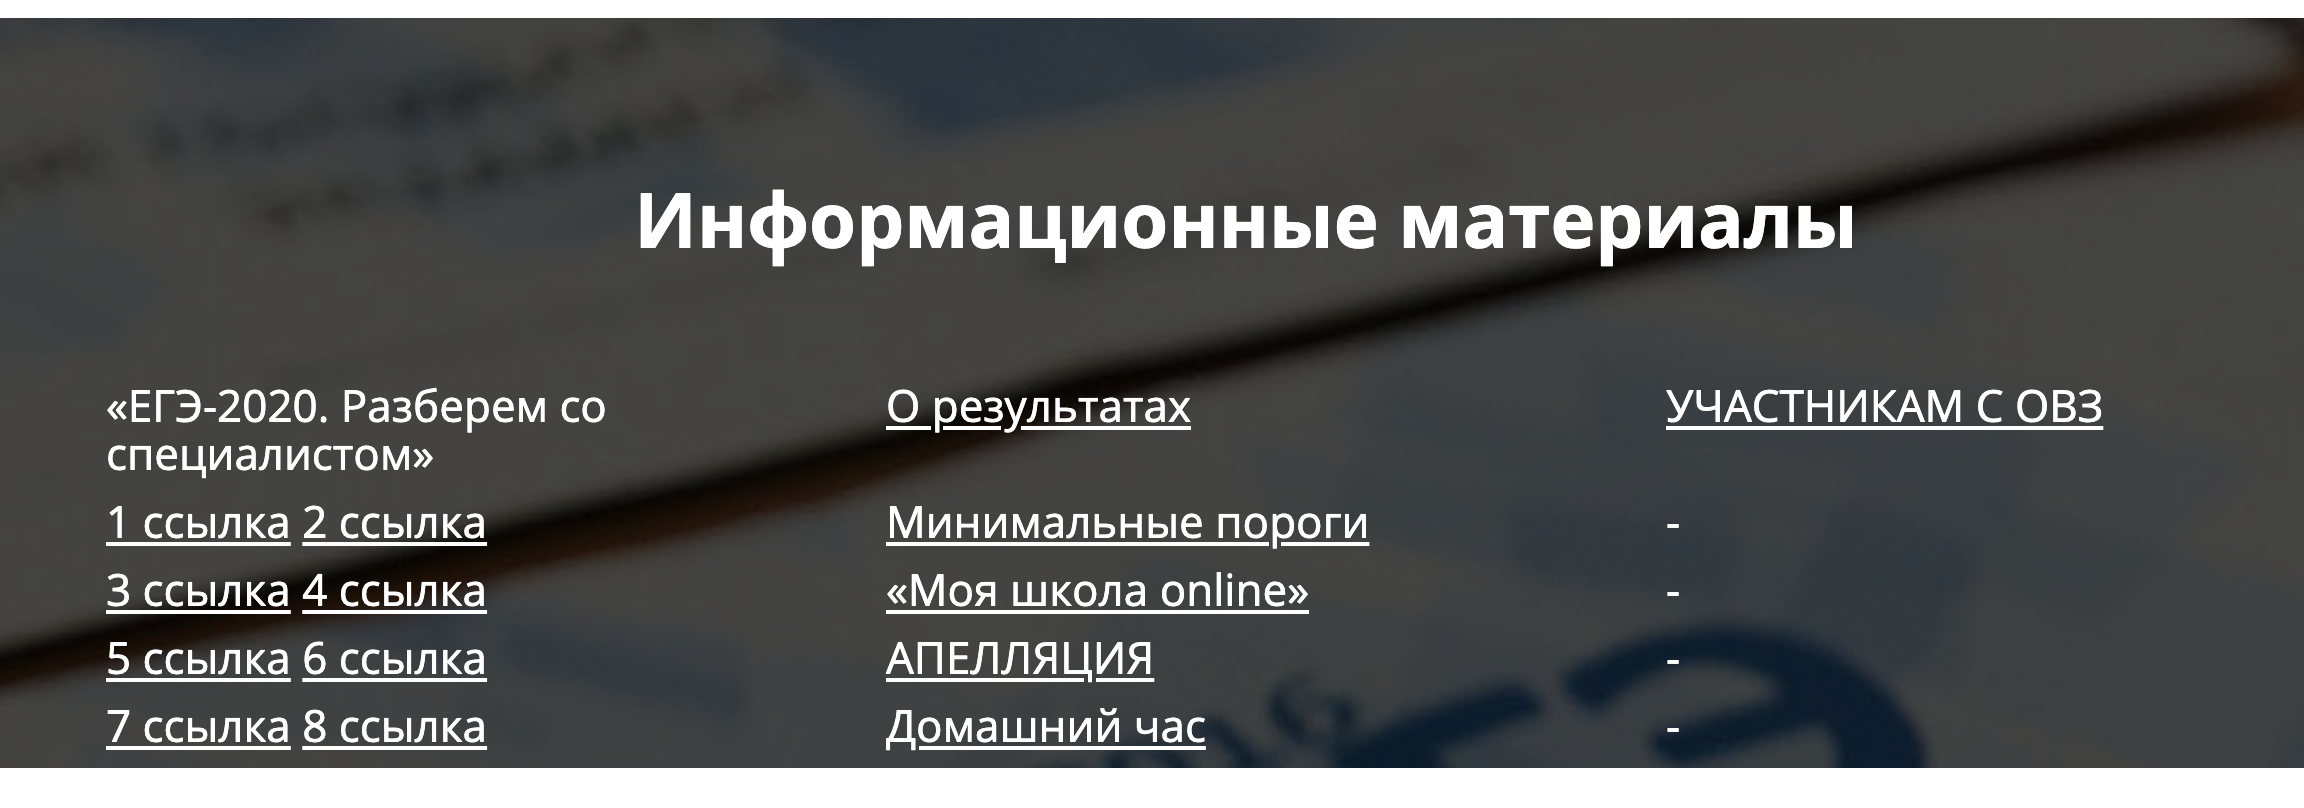 Информационные материалы
«ЕГЭ-2020. Разберем со
специалистом»
О результатах
УЧАСТНИКАМ С ОВЗ
1 ссылка 2 ссылка
Минимальные пороги
-
3 ссылка 4 ссылка
«Моя школа online»
-
5 ссылка 6 ссылка
АПЕЛЛЯЦИЯ
-
7 ссылка 8 ссылка
Домашний час
-